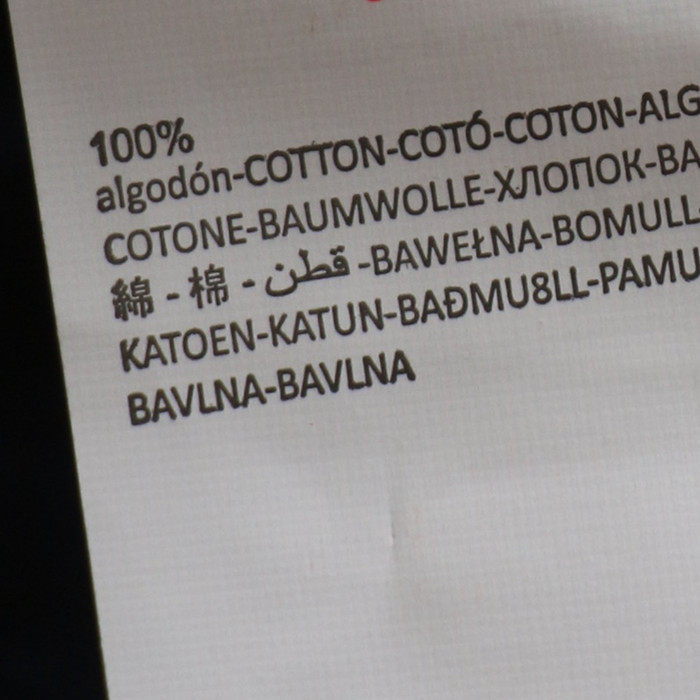 100%
algodón-COTTON-COTÓ-COTON-ALG
COTONE-BAUMWOLLE-ХЛОПОК-BA
綿 - 棉 - قطن -BAWEŁNA-BOMULL-
KATOEN-KATUN-BAĐMU8LL-PAMU
BAVLNA-BAVLNA